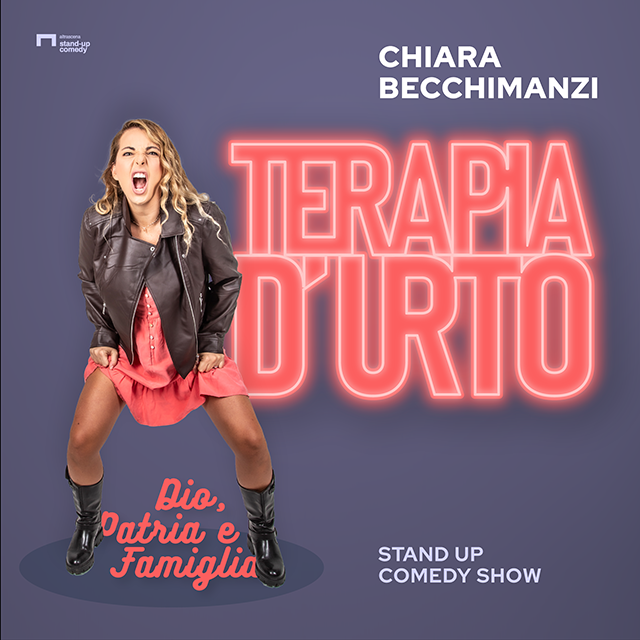 altrascena
stand-up
comedy
CHIARA
BECCHIMANZI
TERAPIA
D'URTO
Dio,
Patria e
Famiglia
STAND UP
COMEDY SHOW